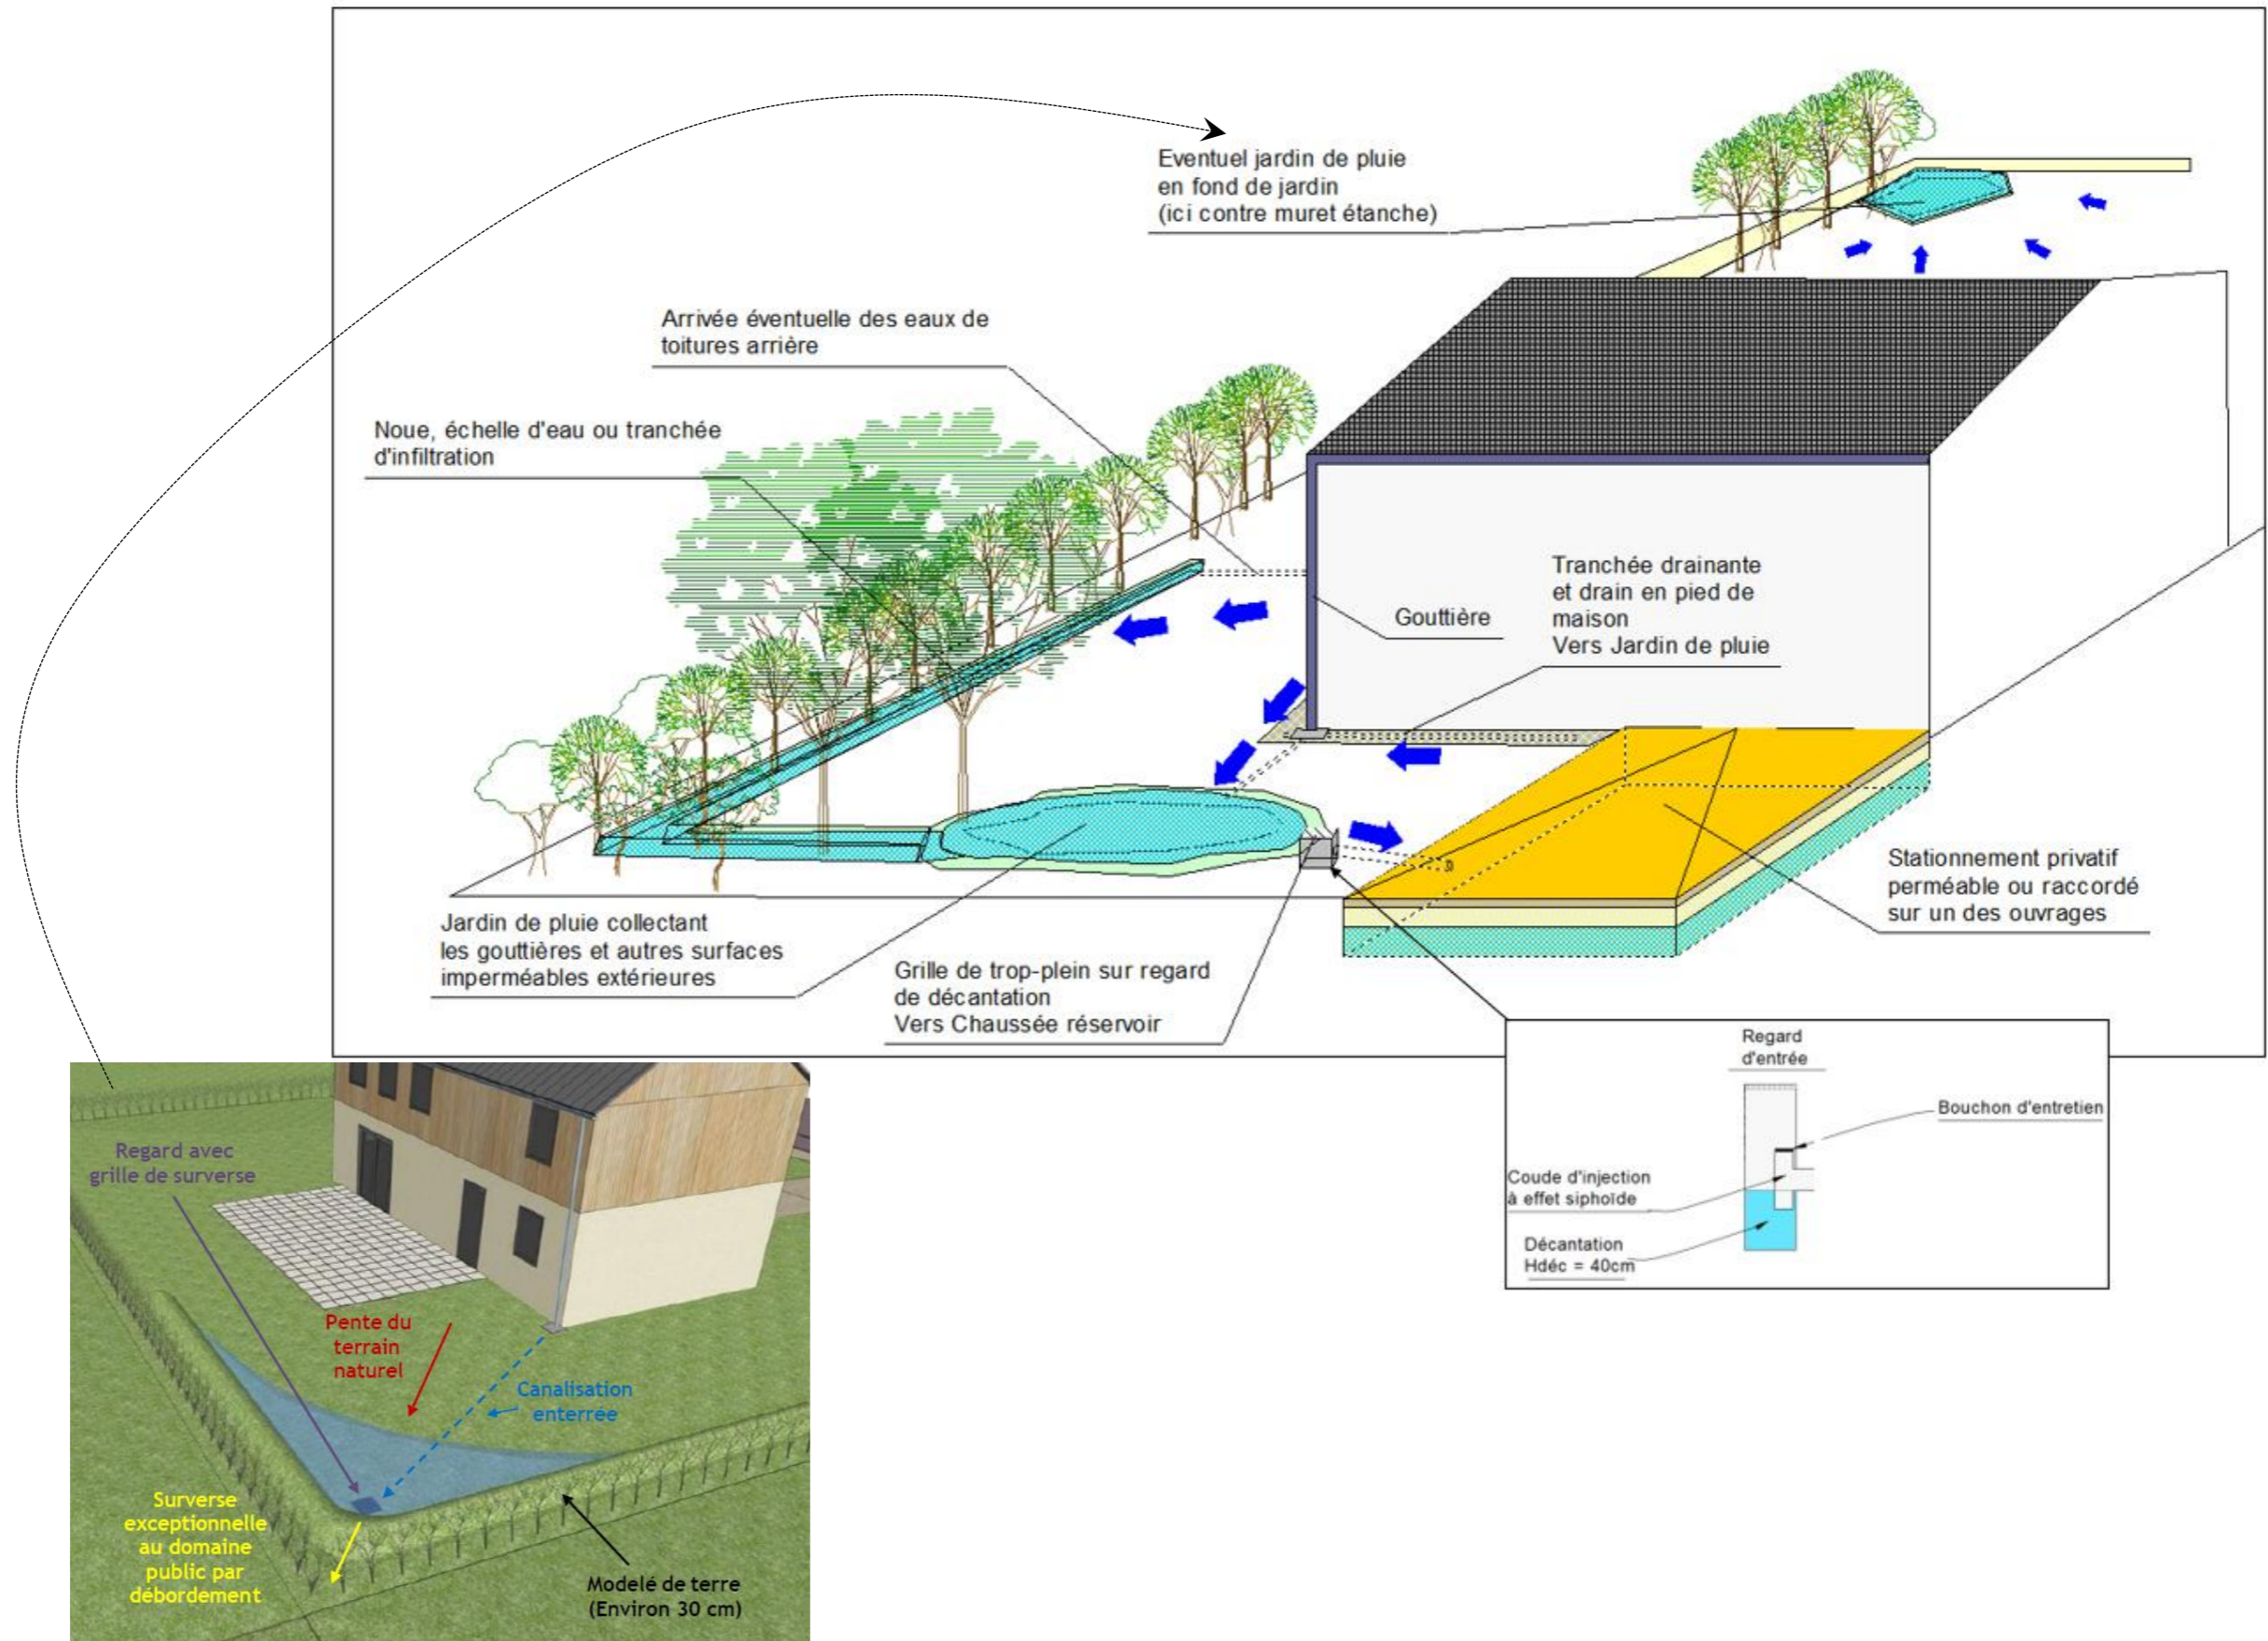 Eventuel jardin de pluie
en fond de jardin
(ici contre muret étanche)
Arrivée éventuelle des eaux de
toitures arrière
Noue, échelle d'eau ou tranchée
d'infiltration
Tranchée drainante
et drain en pied de
maison
Vers Jardin de pluie
Gouttière
Stationnement privatif
perméable ou raccordé
sur un des ouvrages
Jardin de pluie collectant
les gouttières et autres surfaces
imperméables extérieures
Grille de trop-plein sur regard
de décantation
Vers Chaussée réservoir
Regard
d'entrée
Bouchon d'entretien
Coude d'injection
à effet siphoïde
Décantation
Hdéc = 40cm
Regard avec
grille de surverse
Pente du
terrain
naturel
Canalisation
enterrée
Surverse
exceptionnelle
au domaine
public par
débordement
Modelé de terre
(Environ 30 cm)